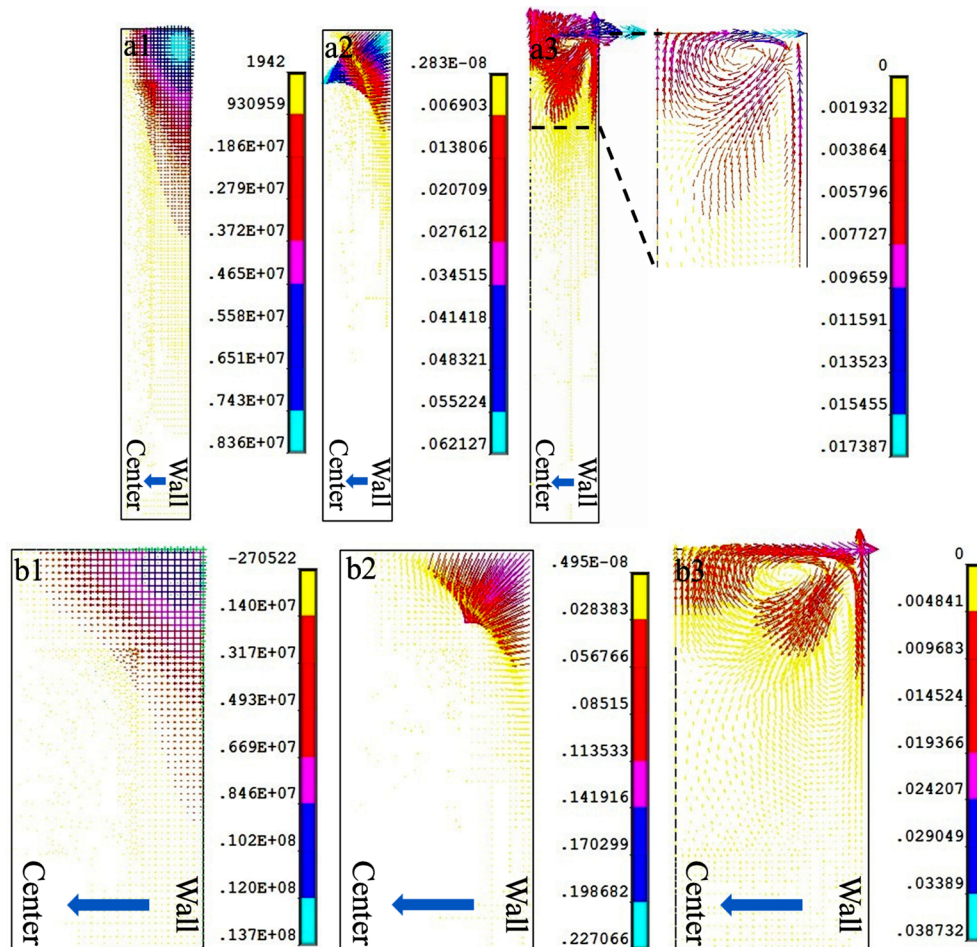 a1
1942
930959
.186E+07
.279E+07
.372E+07
.465E+07
.558E+07
.651E+07
.743E+07
.836E+07
Center
Wall
a2
.283E-08
.006903
.013806
.020709
.027612
.034515
.041418
.048321
.055224
.062127
Center
Wall
a3
0
.001932
.003864
.005796
.007727
.009659
.011591
.013523
.015455
.017387
Center
Wall
b1
-270522
.140E+07
.317E+07
.493E+07
.669E+07
.846E+07
.102E+08
.120E+08
.137E+08
Center
Wall
b2
.495E-08
.028383
.056766
.08515
.113533
.141916
.170299
.198682
.227066
Center
Wall
b3
0
.004841
.009683
.014524
.019366
.024207
.029049
.03389
.038732
Center
Wall